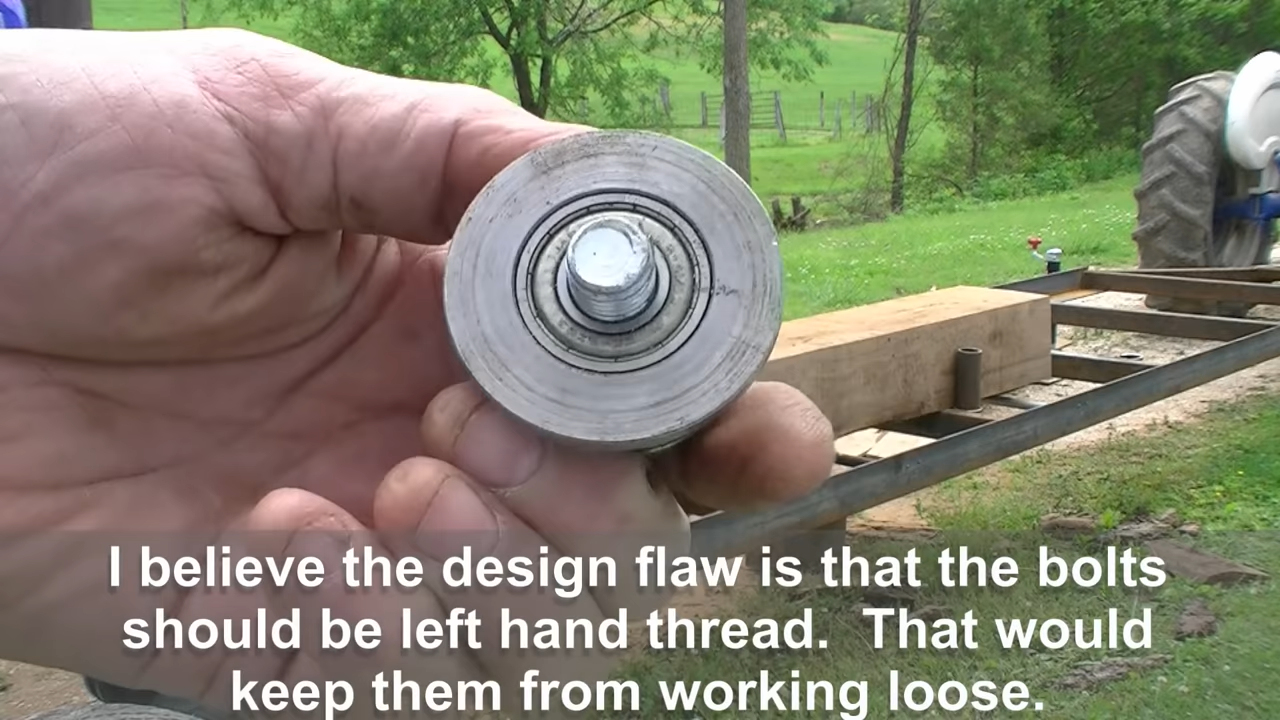 I believe the design flaw is that the bolts
should be left hand thread.  That would
keep them from working loose.